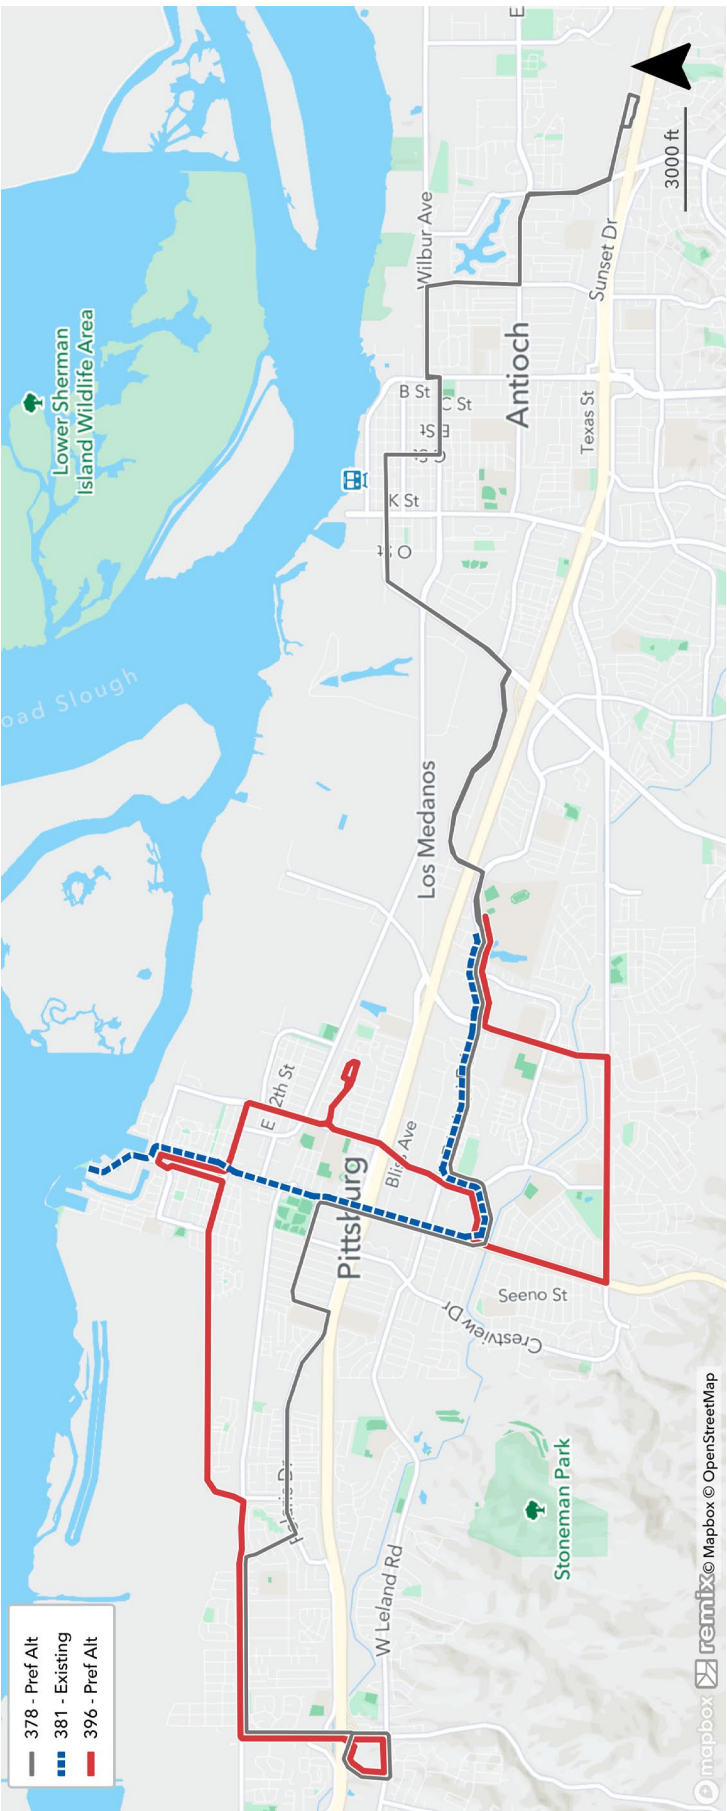 378 - Pref Alt
381 - Existing
396 - Pref Alt
Lower Sherman
Island Wildlife Area
oad Slough
Wilbur Ave
E
3000 ft
Sunset Dr
Antioch
B St
C St
E St
K St
O St
Texas St
Los Medanos
E 12th St
Pittsburg
Seeno St
Crestview Dr
W Leland Rd
Stoneman Park
mapbox remix © Mapbox © OpenStreetMap